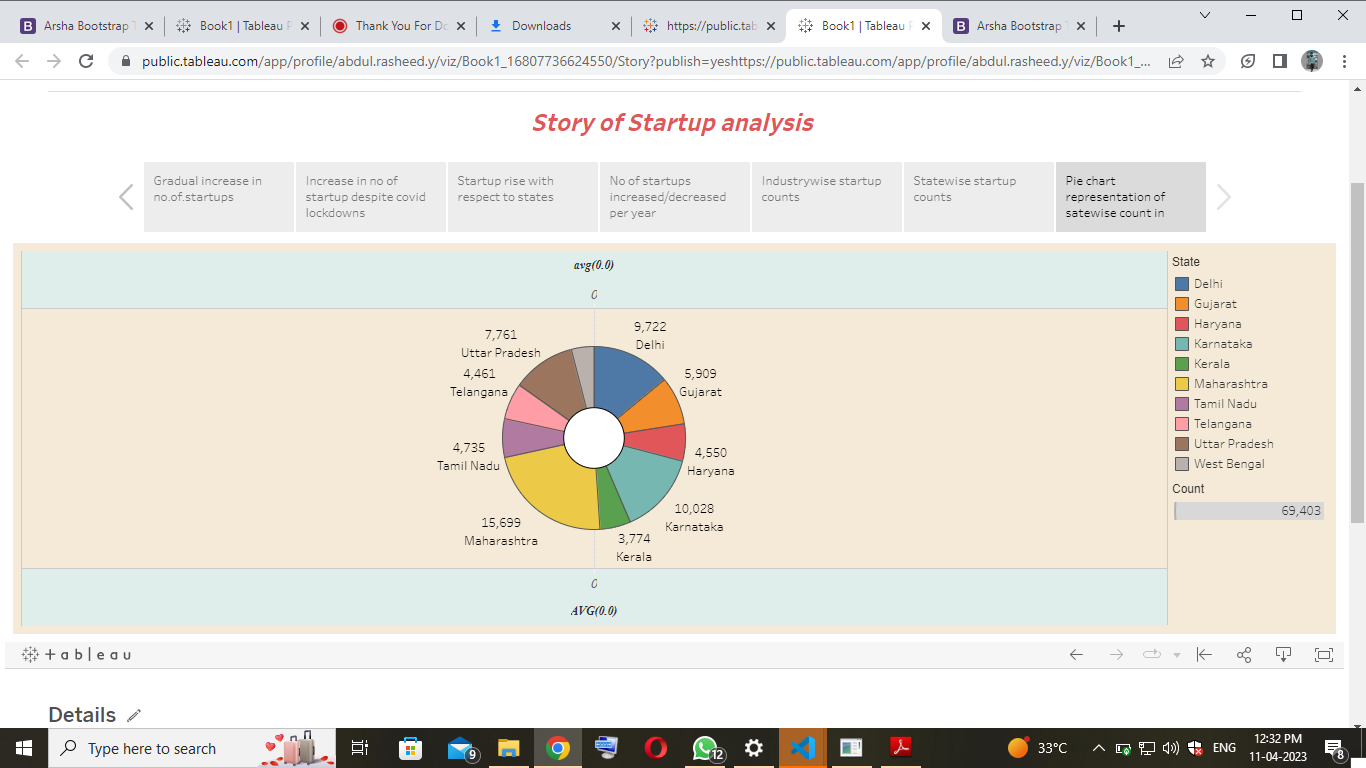 Arsha Bootstrap T
Book1 | Tableau P
Thank You For Do
Downloads
https://public.tab
Book1 | Tableau P
Arsha Bootstrap T
public.tableau.com/app/profile/abdul.rasheed.y/viz/Book1_16807736624550/Story?publish=yeshttps://public.tableau.com/app/profile/abdul.rasheed.y/viz/Book1_...
Story of Startup analysis
Gradual increase in
no.of.startups
Increase in no of
startup despite covid
lockdowns
Startup rise with
respect to states
No of startups
increased/decreased
per year
Industrywise startup
counts
Statewise startup
counts
Pie chart
representation of
satewise count in
avg(0.0)
0
7,761
Uttar Pradesh
9,722
Delhi
4,461
Telangana
5,909
Gujarat
4,735
Tamil Nadu
4,550
Haryana
15,699
Maharashtra
10,028
Karnataka
3,774
Kerala
0
AVG(0.0)
State
Delhi
Gujarat
Haryana
Karnataka
Kerala
Maharashtra
Tamil Nadu
Telangana
Uttar Pradesh
West Bengal
Count
69,403
+ a b | e a u
Details
Type here to search
9
12
33°C
ENG
12:32 PM
11-04-2023
8